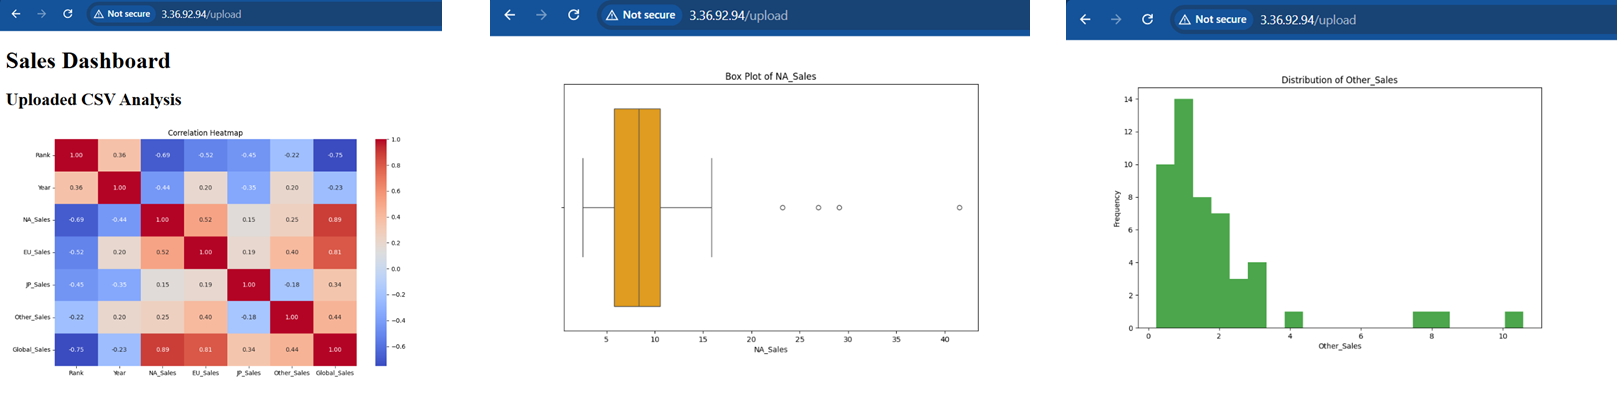 Not secure 3.36.92.94/upload
Sales Dashboard
Uploaded CSV Analysis
Correlation Heatmap
Rank 1.00 0.36 -0.69 -0.52 -0.45 -0.22 -0.75
Year 0.36 1.00 -0.44 0.20 -0.35 0.20 -0.23
NA_Sales -0.69 -0.44 1.00 0.52 0.15 0.25 0.89
EU_Sales -0.52 0.20 0.52 1.00 0.19 0.40 0.81
JP_Sales -0.45 -0.35 0.15 0.19 1.00 -0.18 0.34
Other_Sales -0.22 0.20 0.25 0.40 -0.18 1.00 0.44
Global_Sales -0.75 -0.23 0.89 0.81 0.34 0.44 1.00
Rank Year NA_Sales EU_Sales JP_Sales Other_Sales Global_Sales
1.0
0.8
0.6
0.4
0.2
0.0
−0.2
−0.4
−0.6
Not secure 3.36.92.94/upload
Box Plot of NA_Sales
5 10 15 20 25 30 35 40
NA_Sales
Not secure 3.36.92.94/upload
Distribution of Other_Sales
Frequency
14
12
10
8
6
4
2
0
0 2 4 6 8 10
Other_Sales